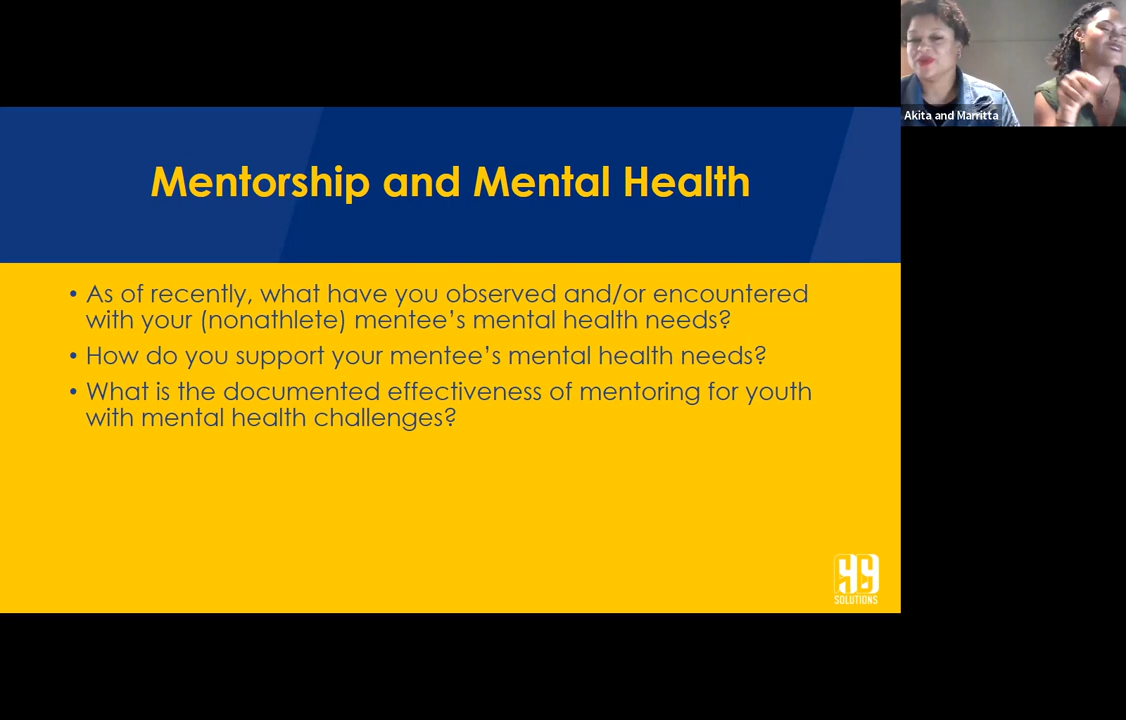 Akita and Marritta
Mentorship and Mental Health
• As of recently, what have you observed and/or encountered
with your (nonathlete) mentee’s mental health needs?
• How do you support your mentee’s mental health needs?
• What is the documented effectiveness of mentoring for youth
with mental health challenges?
99
SOLUTIONS